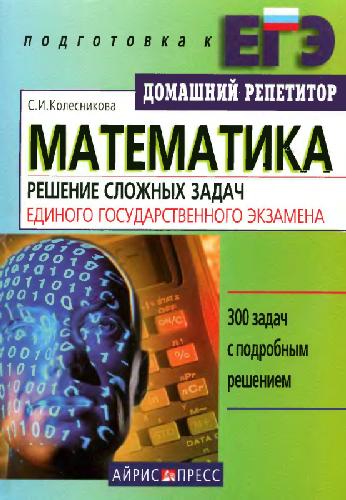 подготовка к
ЕГЭ
ДОМАШНИЙ РЕПЕТИТОР
С.И.Колесникова
МАТЕМАТИКА
РЕШЕНИЕ СЛОЖНЫХ ЗАДАЧ
ЕДИНОГО ГОСУДАРСТВЕННОГО ЭКЗАМЕНА
300 задач
с подробным
решением
АЙРИС ПРЕСС